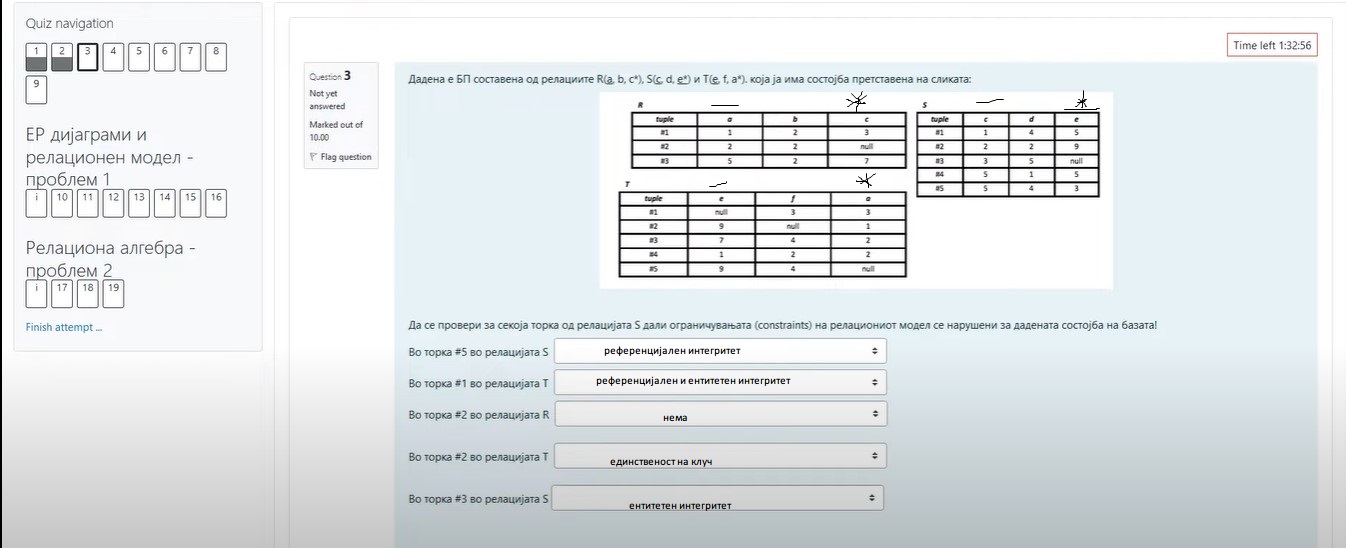 Quiz navigation
1 2 3 4 5 6 7 8
9
ЕР дијаграми и
релационен модел -
проблем 1
i 10 11 12 13 14 15 16
Релациона алгебра -
проблем 2
i 17 18 19
Finish attempt ...
Time left 1:32:56
Question 3
Not yet
answered
Marked out of
10.00
Flag question
Дадена е БП составена од релациите R(a, b, c*), S(c, d, e*) и T(e, f, a*). која ја има состојба претставена на сликата:
R
tuple a b c
#1 1 2 3
#2 2 2 null
#3 5 2 7
S
tuple c d e
#1 1 4 5
#2 2 2 9
#3 3 5 null
#4 5 1 5
#5 5 4 3
T
tuple e f a
#1 null 3 3
#2 9 null 1
#3 7 4 2
#4 1 2 2
#5 9 4 null
Да се провери за секоја торка од релацијата S дали ограничувањата (constraints) на релациониот модел се нарушени за дадената состојба на базата!
Во торка #5 во релацијата S референцијален интегритет
Во торка #1 во релацијата T референцијален и ентитетен интегритет
Во торка #2 во релацијата R нема
Во торка #2 во релацијата T единственост на клуч
Во торка #3 во релацијата S ентитетен интегритет